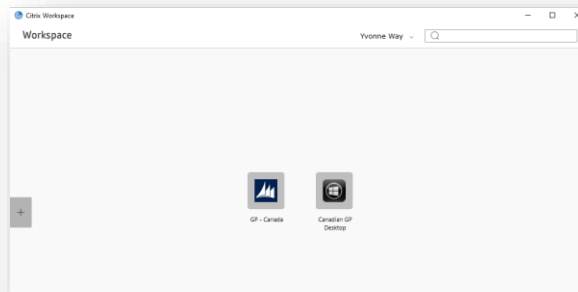 Citrix Workspace
Workspace
Yvonne Way
GP - Canada
Canadian GP
Desktop